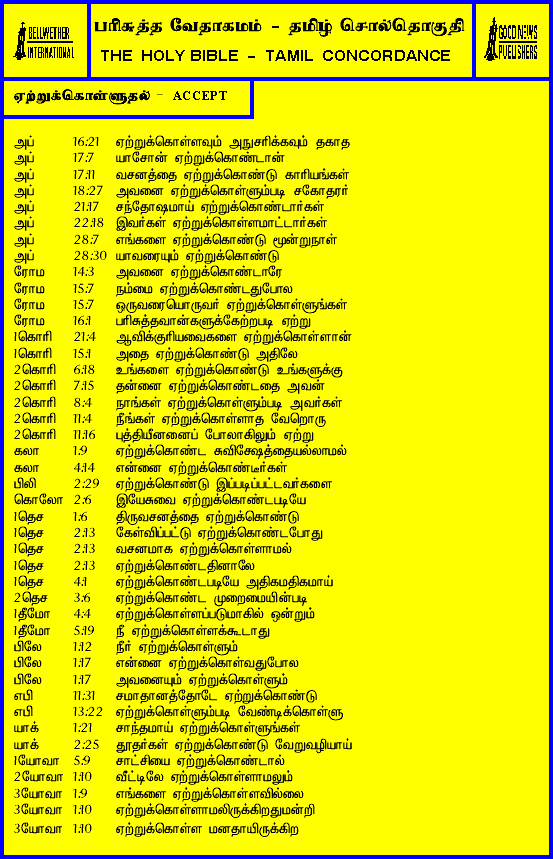 BELLWETHER INTERNATIONAL
பரிசுத்த வேதாகமம் - தமிழ் சொல்தொகுதி
THE HOLY BIBLE - TAMIL CONCORDANCE
GOOD NEWS PUBLISHERS
ஏற்றுக்கொள்ளுதல் - ACCEPT
அப் 16:21 ஏற்றுக்கொள்ளவும் அநுசரிக்கவும் தகாத
அப் 17:7 யாசோன் ஏற்றுக்கொண்டான்
அப் 17:11 வசனத்தை ஏற்றுக்கொண்டு காரியங்கள்
அப் 18:27 அவனை ஏற்றுக்கொள்ளும்படி சகோதரர்
அப் 21:17 சந்தோஷமாய் ஏற்றுக்கொண்டார்கள்
அப் 22:18 இவர்கள் ஏற்றுக்கொள்ளமாட்டார்கள்
அப் 28:7 எங்களை ஏற்றுக்கொண்டு மூன்றுநாள்
அப் 28:30 யாவரையும் ஏற்றுக்கொண்டு
ரோம 14:3 அவனை ஏற்றுக்கொண்டாரே
ரோம 15:7 நம்மை ஏற்றுக்கொண்டதுபோல
ரோம 15:7 ஒருவரையொருவர் ஏற்றுக்கொள்ளுங்கள்
ரோம 16:1 பரிசுத்தவான்களுக்கேற்றபடி ஏற்று
1கொரி 21:4 ஆவிக்குரியவைகளை ஏற்றுக்கொள்ளான்
1கொரி 15:1 அதை ஏற்றுக்கொண்டு அதிலே
2கொரி 6:18 உங்களை ஏற்றுக்கொண்டு உங்களுக்கு
2கொரி 7:15 தன்னை ஏற்றுக்கொண்டதை அவன்
2கொரி 8:4 நாங்கள் ஏற்றுக்கொள்ளும்படி அவர்கள்
2கொரி 11:4 நீங்கள் ஏற்றுக்கொள்ளாத வேறொரு
2கொரி 11:16 புத்தியீனனைப் போலாகிலும் ஏற்று
கலா 1:9 ஏற்றுக்கொண்ட சுவிசேஷத்தையல்லாமல்
கலா 4:14 என்னை ஏற்றுக்கொண்டீர்கள்
பிலி 2:29 ஏற்றுக்கொண்டு இப்படிப்பட்டவர்களை
கொலோ 2:6 இயேசுவை ஏற்றுக்கொண்டபடியே
1தெச 1:6 திருவசனத்தை ஏற்றுக்கொண்டு
1தெச 2:13 கேள்விப்பட்டு ஏற்றுக்கொண்டபோது
1தெச 2:13 வசனமாக ஏற்றுக்கொள்ளாமல்
1தெச 2:13 ஏற்றுக்கொண்டதினாலே
1தெச 4:1 ஏற்றுக்கொண்டபடியே அதிகமதிகமாய்
2தெச 3:6 ஏற்றுக்கொண்ட முறைமையின்படி
1தீமோ 4:4 ஏற்றுக்கொள்ளப்படுமாகில் ஒன்றும்
1தீமோ 5:19 நீ ஏற்றுக்கொள்ளக்கூடாது
பிலே 1:12 நீர் ஏற்றுக்கொள்ளும்
பிலே 1:17 என்னை ஏற்றுக்கொள்வதுபோல
பிலே 1:17 அவனையும் ஏற்றுக்கொள்ளும்
எபி 11:31 சமாதானத்தோடே ஏற்றுக்கொண்டு
எபி 13:22 ஏற்றுக்கொள்ளும்படி வேண்டிக்கொள்ளு
யாக் 1:21 சாந்தமாய் ஏற்றுக்கொள்ளுங்கள்
யாக் 2:25 தூதர்கள் ஏற்றுக்கொண்டு வேறுவழியாய்
1யோவா 5:9 சாட்சியை ஏற்றுக்கொண்டால்
2யோவா 1:10 வீட்டிலே ஏற்றுக்கொள்ளாமலும்
3யோவா 1:9 எங்களை ஏற்றுக்கொள்ளவில்லை
3யோவா 1:10 ஏற்றுக்கொள்ளாமலிருக்கிறதுமன்றி
3யோவா 1:10 ஏற்றுக்கொள்ள மனதாயிருக்கிற